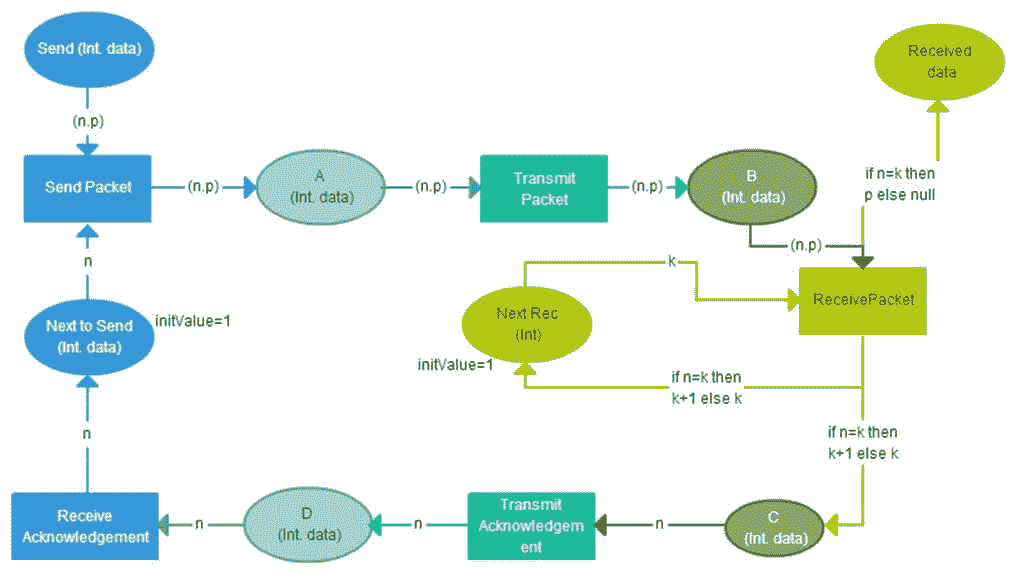 Send (Int. data)
Received
data
(n.p)
Send Packet
(n.p)
A
(Int. data)
(n.p)
Transmit
Packet
(n.p)
B
(Int. data)
if n=k then
p else null
(n.p)
n
k
ReceivePacket
Next to Send
(Int. data)
initValue=1
Next Rec
(Int)
initValue=1
if n=k then
k+1 else k
n
if n=k then
k+1 else k
Receive
Acknowledgement
n
D
(Int. data)
n
Transmit
Acknowledgem
ent
n
C
(Int. data)